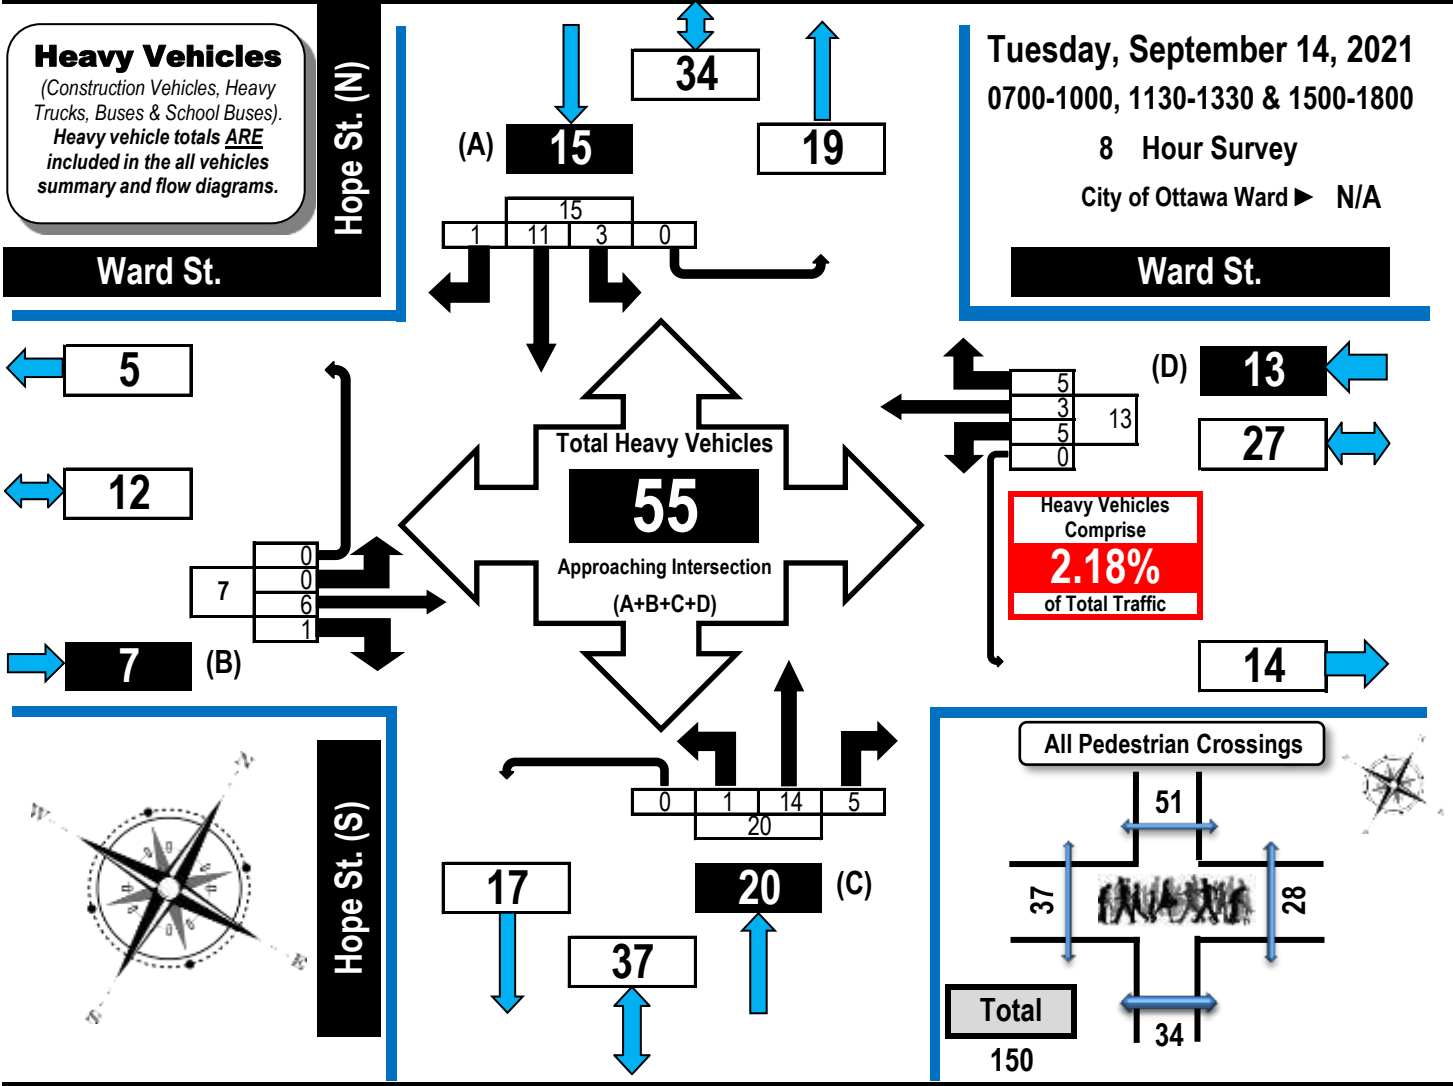 Heavy Vehicles
(Construction Vehicles, Heavy
Trucks, Buses & School Buses).
Heavy vehicle totals ARE
included in the all vehicles
summary and flow diagrams.
Hope St. (N)
Ward St.
34
(A) 15
19
15
1 11 3 0
Tuesday, September 14, 2021
0700-1000, 1130-1330 & 1500-1800
8 Hour Survey
City of Ottawa Ward ► N/A
Ward St.
5
12
0
0
6
1
7
7 (B)
Total Heavy Vehicles
55
Approaching Intersection
(A+B+C+D)
5
3
5
0
13
(D) 13
27
Heavy Vehicles
Comprise
2.18%
of Total Traffic
14
N
W
E
S
Hope St. (S)
0 1 14 5
20
17
20 (C)
37
All Pedestrian Crossings
51
37
28
34
Total
150